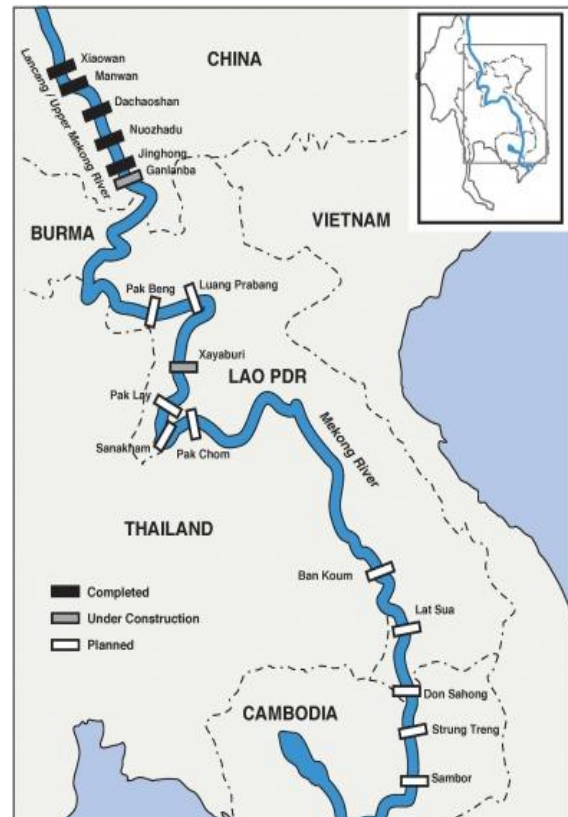 Xiaowan
Manwan
CHINA
Dachaoshan
Nuozhadu
Jinghong
Ganlanba
Lancang / Upper Mekong River
BURMA
VIETNAM
Pak Beng
Luang Prabang
Xayaburi
LAO PDR
Pak Lay
Sanakham
Pak Chom
Mekong River
THAILAND
Ban Koum
Completed
Under Construction
Planned
Lat Sua
Don Sahong
CAMBODIA
Strung Treng
Sambor